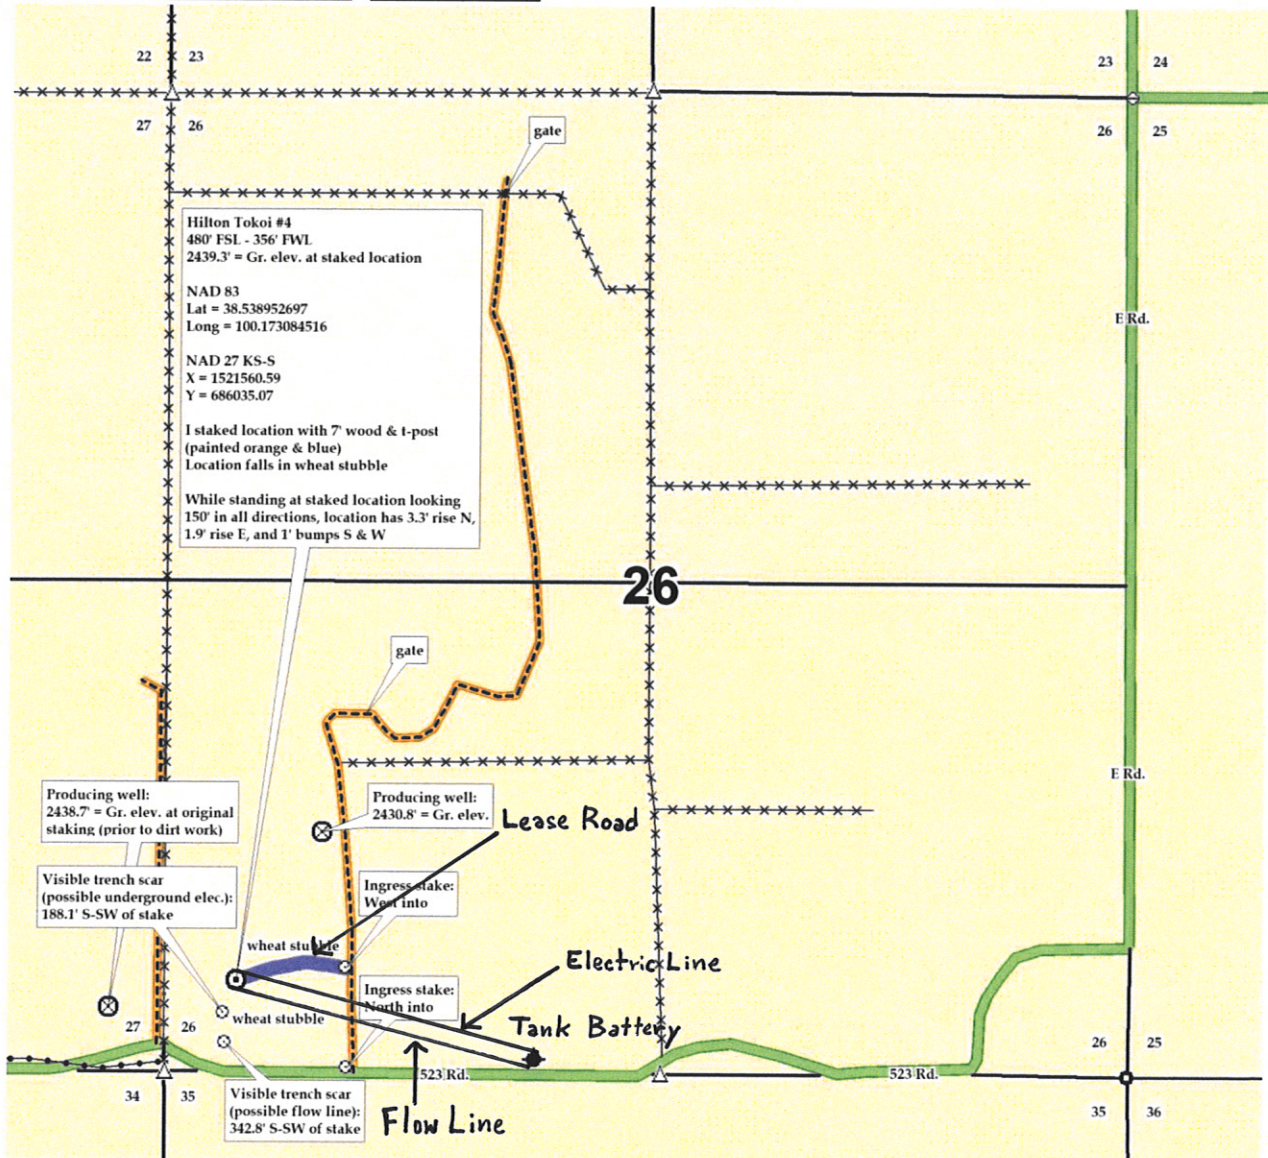 22 23
23 24
27 26
26 25
gate
Hilton Tokoi #4
480' FSL - 356' FWL
2439.3' = Gr. elev. at staked location
NAD 83
Lat = 38.538952697
Long = 100.173084516
NAD 27 KS-S
X = 1521560.59
Y = 686035.07
I staked location with 7' wood & t-post
(painted orange & blue)
Location falls in wheat stubble
While standing at staked location looking
150' in all directions, location has 3.3' rise N,
1.9' rise E, and 1' bumps S & W
E Rd.
26
gate
E Rd.
Producing well:
2438.7' = Gr. elev. at original
staking (prior to dirt work)
Producing well:
2430.8' = Gr. elev.
Lease Road
Visible trench scar
(possible underground elec.):
188.1' S-SW of stake
Ingress stake:
West into
wheat stubble
Electric Line
Ingress stake:
North into
wheat stubble
Tank Battery
27 26
26 25
523 Rd.
523 Rd.
34 35
35 36
Visible trench scar
(possible flow line):
342.8' S-SW of stake
Flow Line